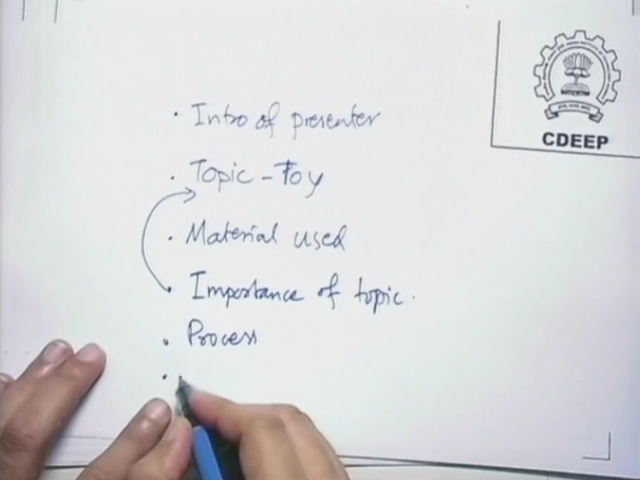 CDEEP
· Intro of presenter
· Topic - Toy
· Material used
· Importance of topic.
· Process
·